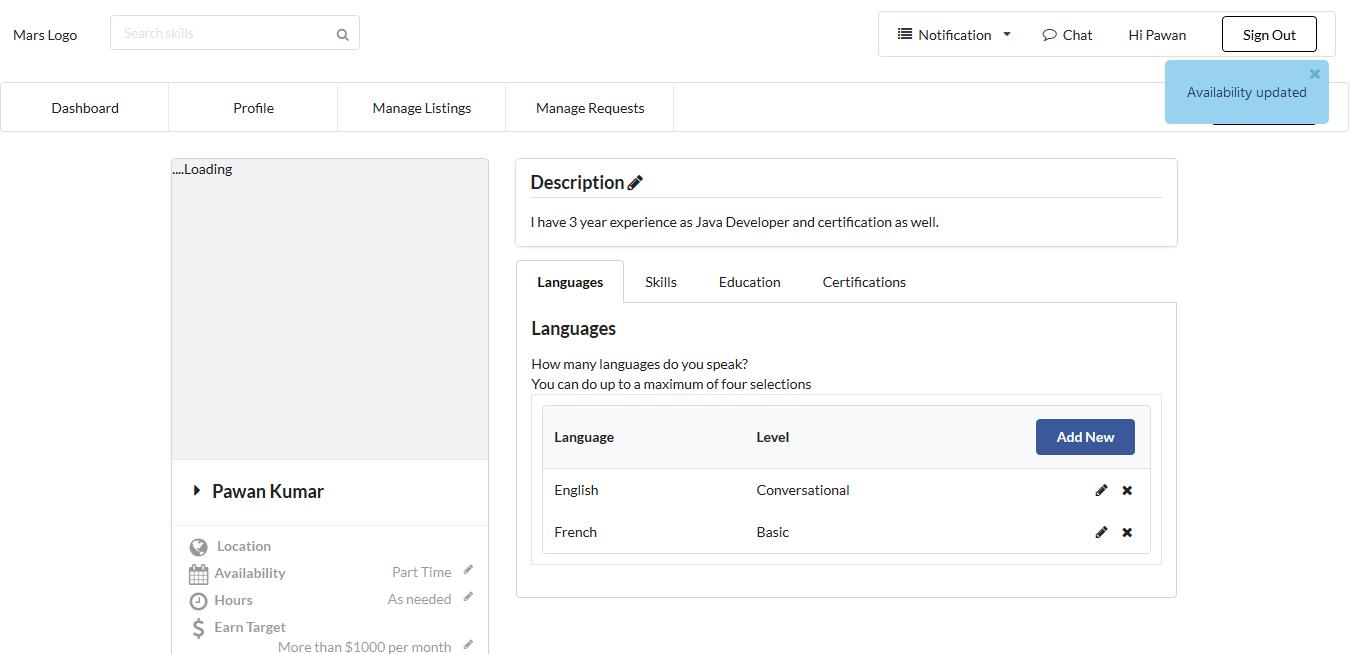 Mars Logo
Search skills
Notification
Chat
Hi Pawan
Sign Out
Availability updated
Dashboard
Profile
Manage Listings
Manage Requests
....Loading
Description
I have 3 year experience as Java Developer and certification as well.
Languages
Skills
Education
Certifications
Languages
How many languages do you speak?
You can do up to a maximum of four selections
Language Level Add New
English Conversational
French Basic
Pawan Kumar
Location
Availability Part Time
Hours As needed
Earn Target
More than $1000 per month